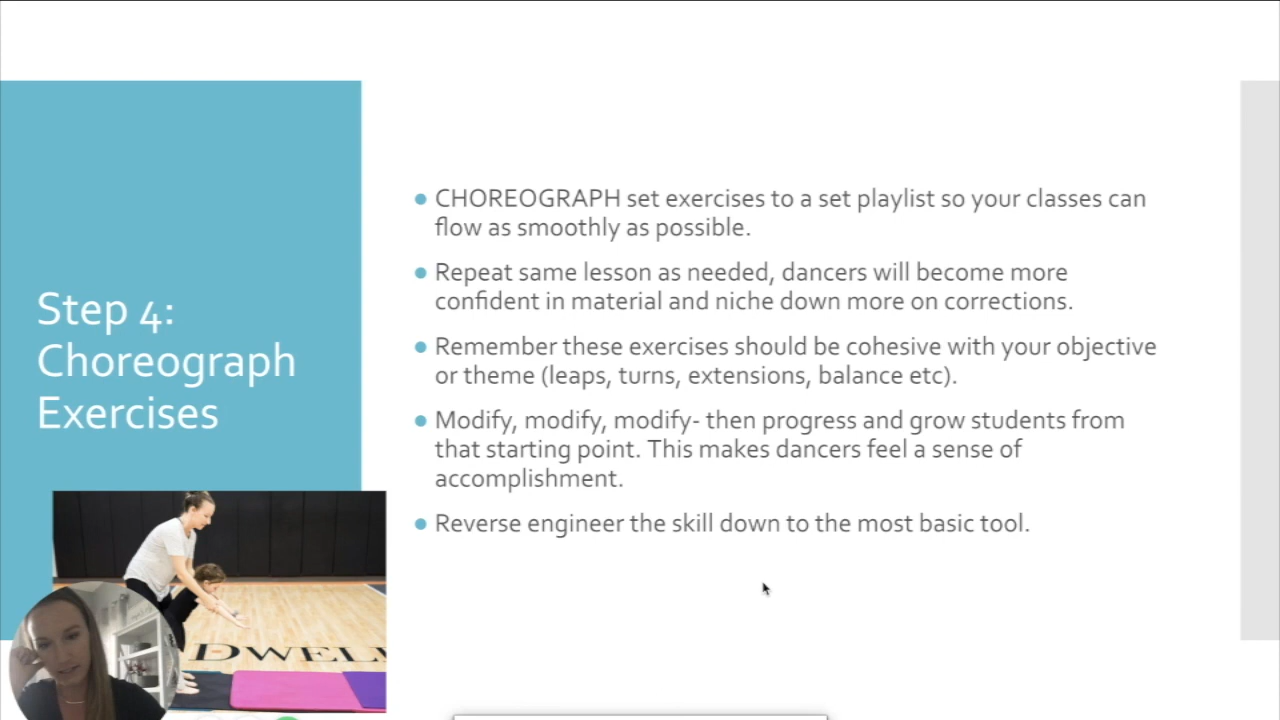 Step 4:
Choreograph
Exercises
CHOREOGRAPH set exercises to a set playlist so your classes can
flow as smoothly as possible.
Repeat same lesson as needed, dancers will become more
confident in material and niche down more on corrections.
Remember these exercises should be cohesive with your objective
or theme (leaps, turns, extensions, balance etc).
Modify, modify, modify- then progress and grow students from
that starting point. This makes dancers feel a sense of
accomplishment.
Reverse engineer the skill down to the most basic tool.